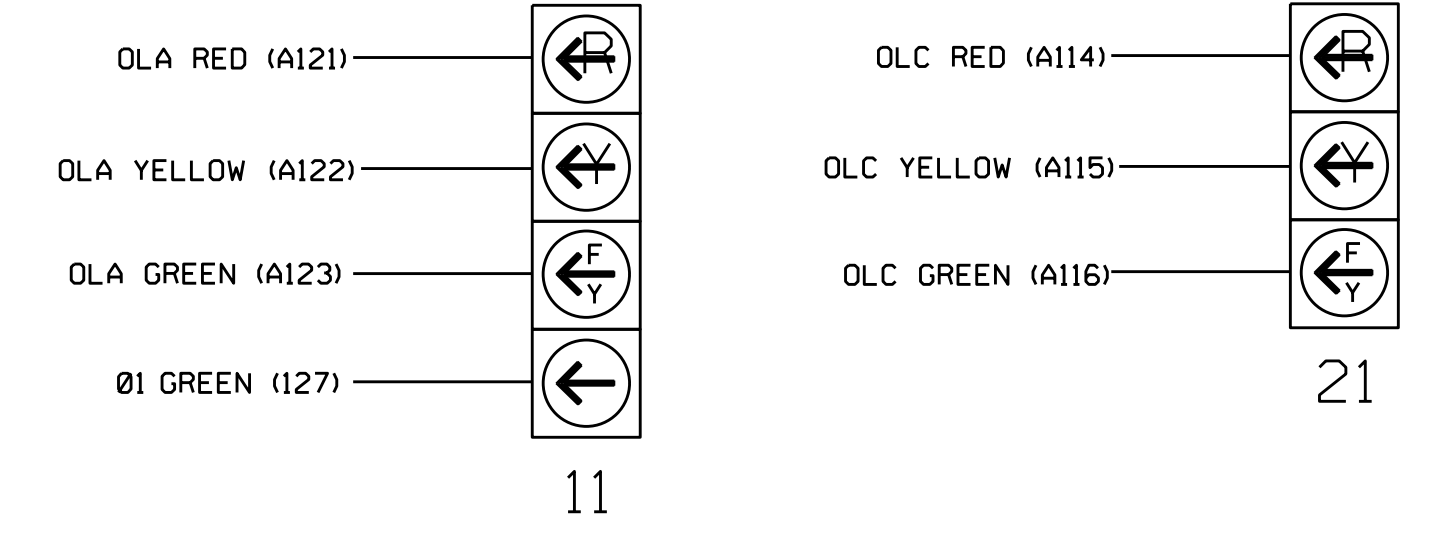 OLA RED (A121)
R
OLA YELLOW (A122)
Y
OLA GREEN (A123)
F
Y
Ø1 GREEN (127)
11
OLC RED (A114)
R
OLC YELLOW (A115)
Y
OLC GREEN (A116)
F
Y
21